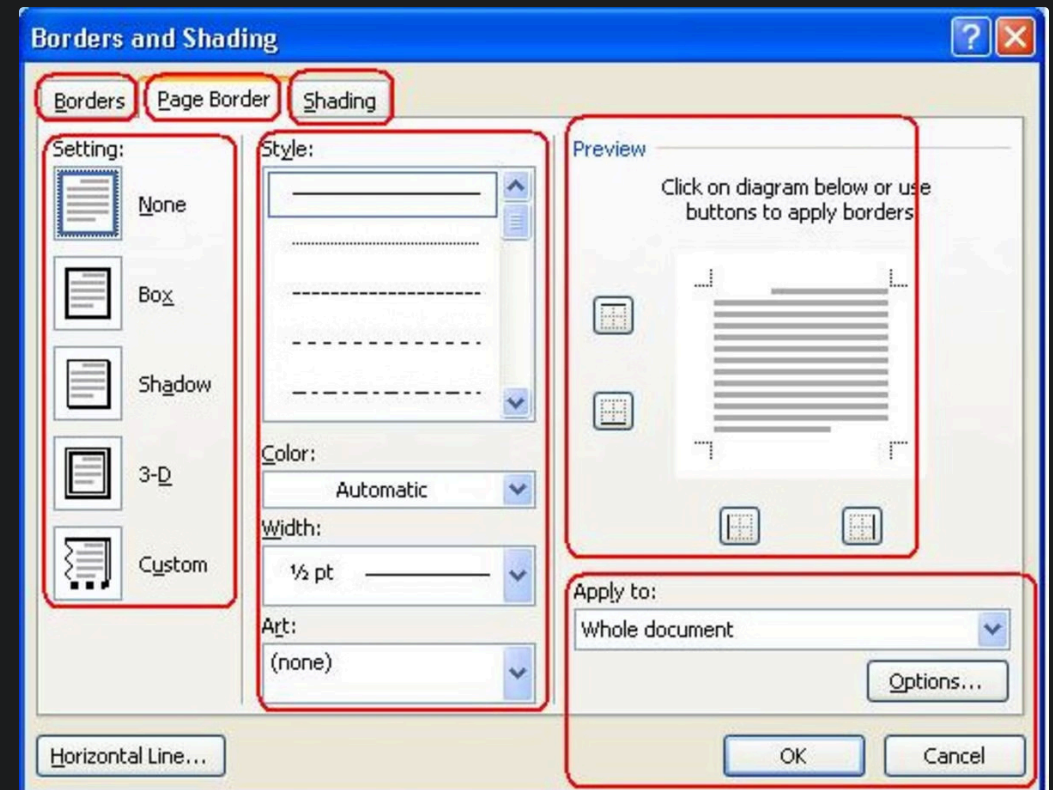 Borders and Shading
Borders
Page Border
Shading
Setting:
None
Box
Shadow
3-D
Custom
Style:
Color:
Automatic
Width:
½ pt
Art:
(none)
Preview
Click on diagram below or use
buttons to apply borders
Apply to:
Whole document
Options...
Horizontal Line...
OK
Cancel